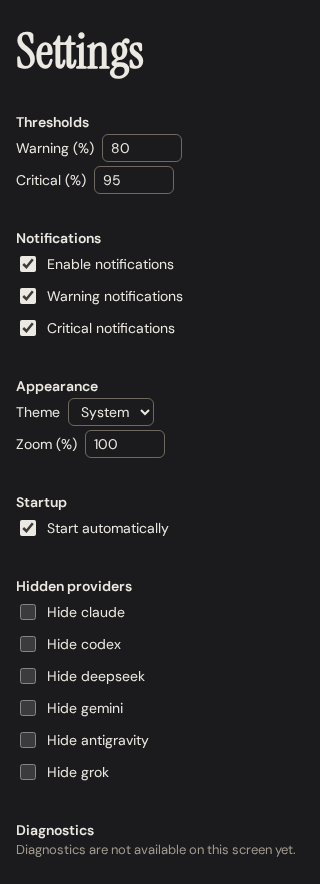 Settings
Thresholds
Warning (%) 80
Critical (%) 95
Notifications
Enable notifications
Warning notifications
Critical notifications
Appearance
Theme System
Zoom (%) 100
Startup
Start automatically
Hidden providers
Hide claude
Hide codex
Hide deepseek
Hide gemini
Hide antigravity
Hide grok
Diagnostics
Diagnostics are not available on this screen yet.